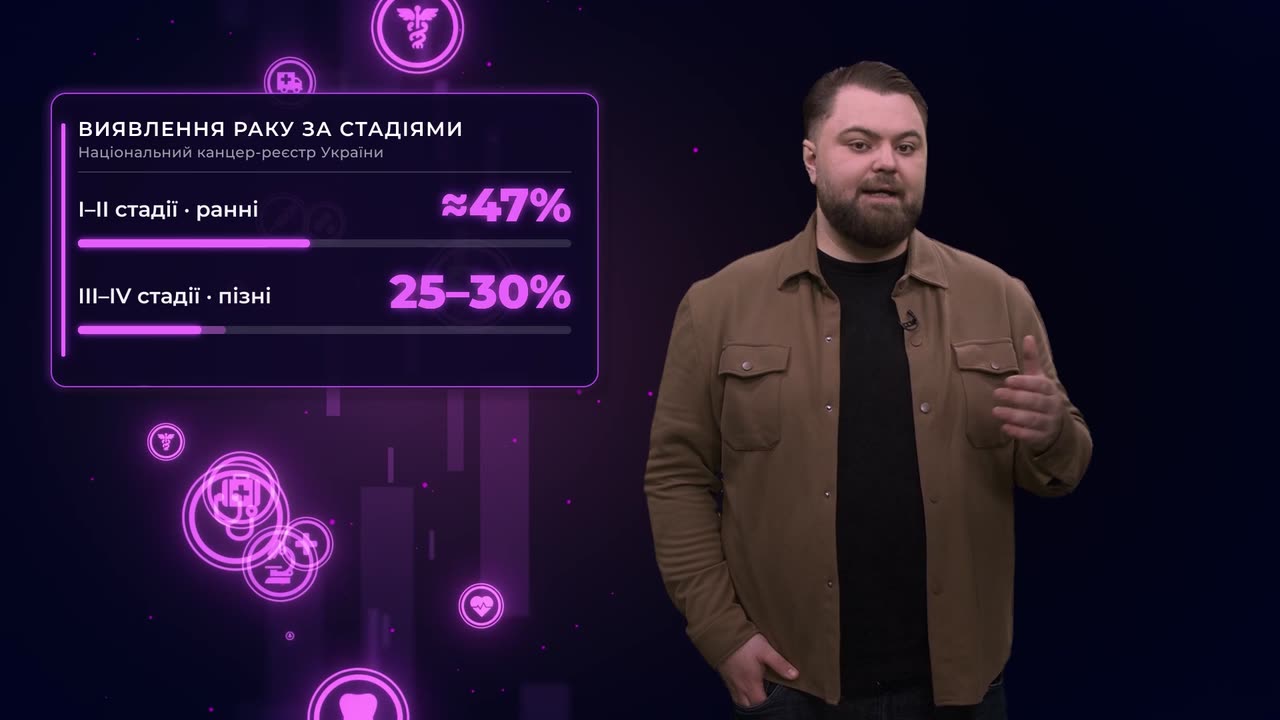 ВИЯВЛЕННЯ РАКУ ЗА СТАДІЯМИ
Національний канцер-реєстр України
I–II стадії · ранні
≈47%
III–IV стадії · пізні
25–30%